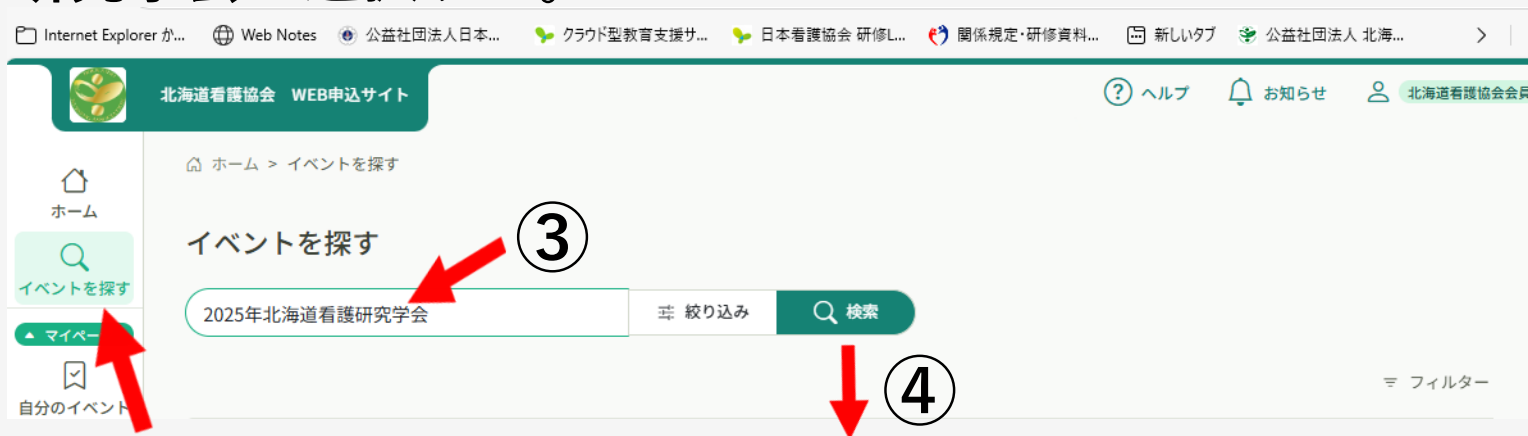 Internet Explorer か... Web Notes 公益社団法人日本... クラウド型教育支援サ... 日本看護協会 研修L... 関係規定・研修資料... 新しいタブ 公益社団法人 北海...
北海道看護協会 WEB申込サイト
ヘルプ お知らせ 北海道看護協会会員
ホーム > イベントを探す
ホーム
イベントを探す
③
イベントを探す
2025年北海道看護研究学会 絞り込み 検索
マイペー
④
フィルター
自分のイベント